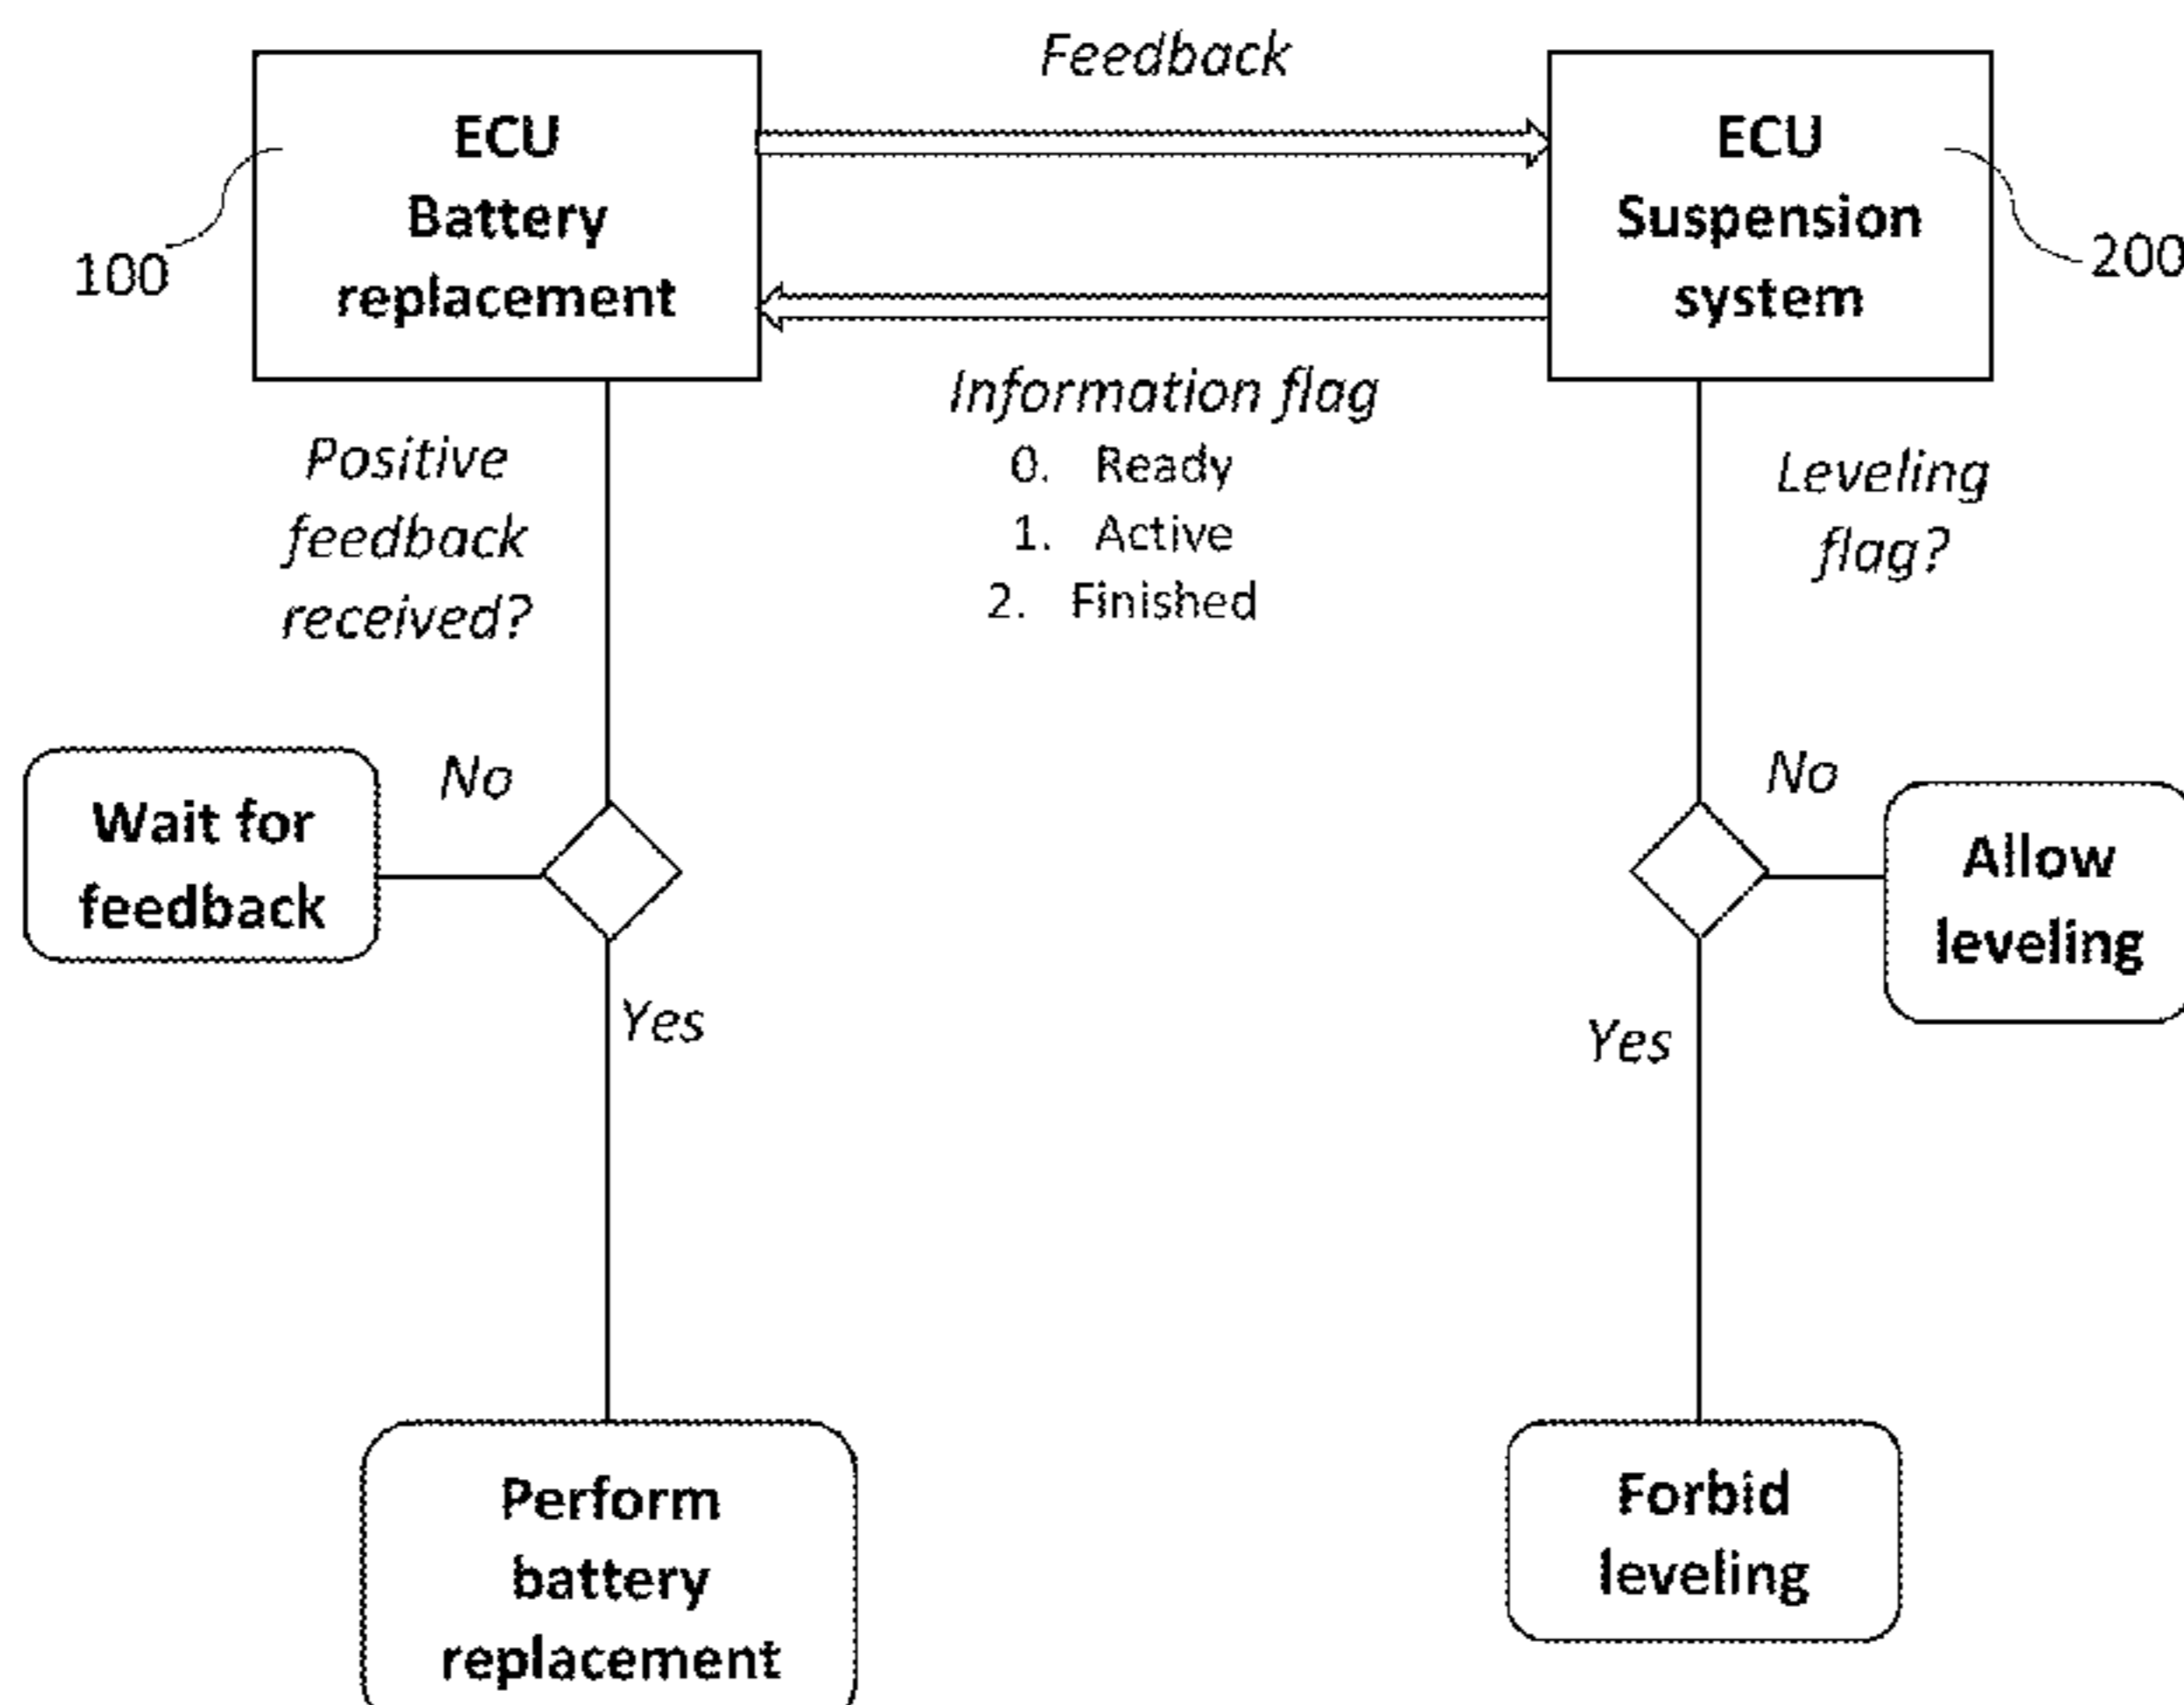 Feedback
ECU
Battery
replacement
100
ECU
Suspension
system
200
Information flag
0. Ready
1. Active
2. Finished
Positive
feedback
received?
Leveling
flag?
No
Wait for
feedback
No
Allow
leveling
Yes
Yes
Perform
battery
replacement
Forbid
leveling